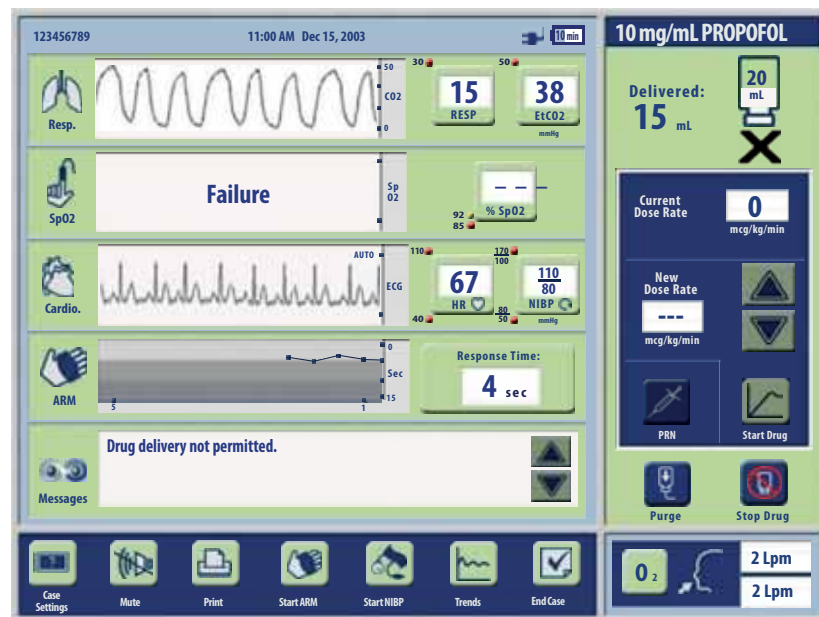 123456789
11:00 AM Dec 15, 2003
10 min
Resp.
50
CO2
0
30
15
RESP
50
38
EtCO2
mmHg
SpO2
Failure
Sp
O2
92
85
---
% SpO2
Cardio.
AUTO
ECG
110
40
67
HR
170
100
80
50
110
80
NIBP
mmHg
ARM
5
1
0
Sec
15
Response Time:
4 sec
Messages
Drug delivery not permitted.
Case
Settings
Mute
Print
Start ARM
Start NIBP
Trends
End Case
10 mg/mL PROPOFOL
Delivered:
15 mL
20
mL
Current
Dose Rate
0
mcg/kg/min
New
Dose Rate
---
mcg/kg/min
PRN
Start Drug
Purge
Stop Drug
O2
2 Lpm
2 Lpm